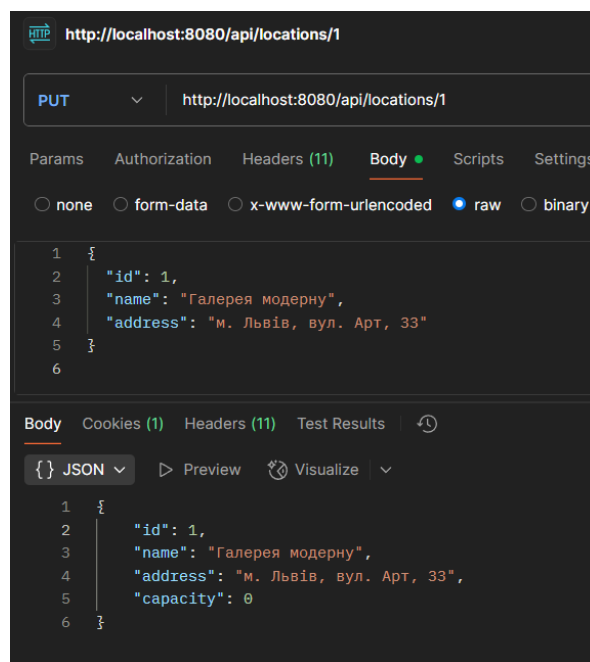 HTTP http://localhost:8080/api/locations/1
PUT http://localhost:8080/api/locations/1
Params Authorization Headers (11) Body Scripts Settings
none form-data x-www-form-urlencoded raw binary
1 {
2 "id": 1,
3 "name": "Галерея модерну",
4 "address": "м. Львів, вул. Арт, 33"
5 }
6
Body Cookies (1) Headers (11) Test Results
{} JSON Preview Visualize
1 {
2 "id": 1,
3 "name": "Галерея модерну",
4 "address": "м. Львів, вул. Арт, 33",
5 "capacity": 0
6 }